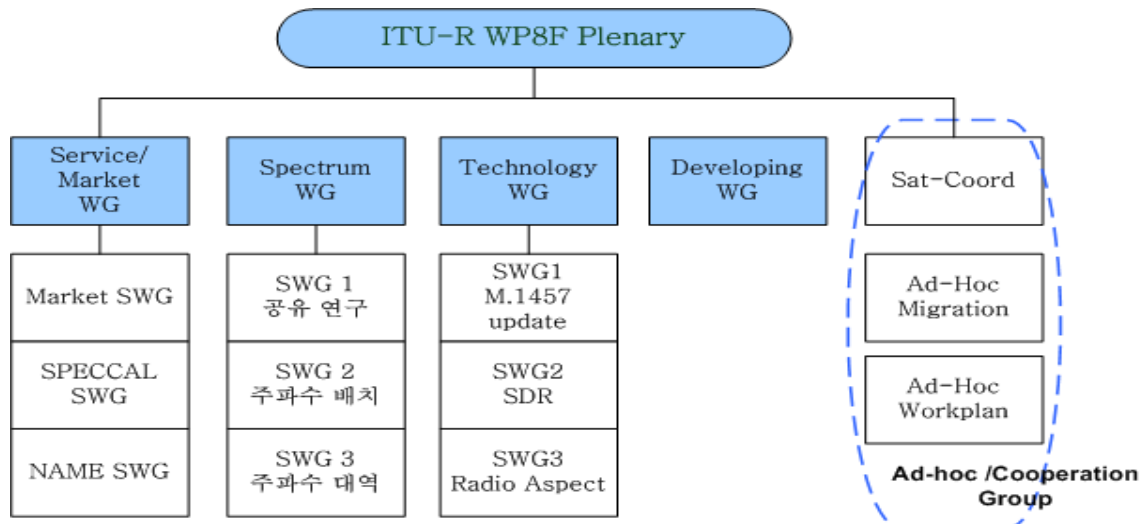 ITU-R WP8F Plenary
Service/
Market
WG
Spectrum
WG
Technology
WG
Developing
WG
Sat-Coord
Market SWG
SPECCAL
SWG
NAME SWG
SWG 1
공유 연구
SWG 2
주파수 배치
SWG 3
주파수 대역
SWG1
M.1457
update
SWG2
SDR
SWG3
Radio Aspect
Ad-Hoc
Migration
Ad-Hoc
Workplan
Ad-hoc /Cooperation
Group